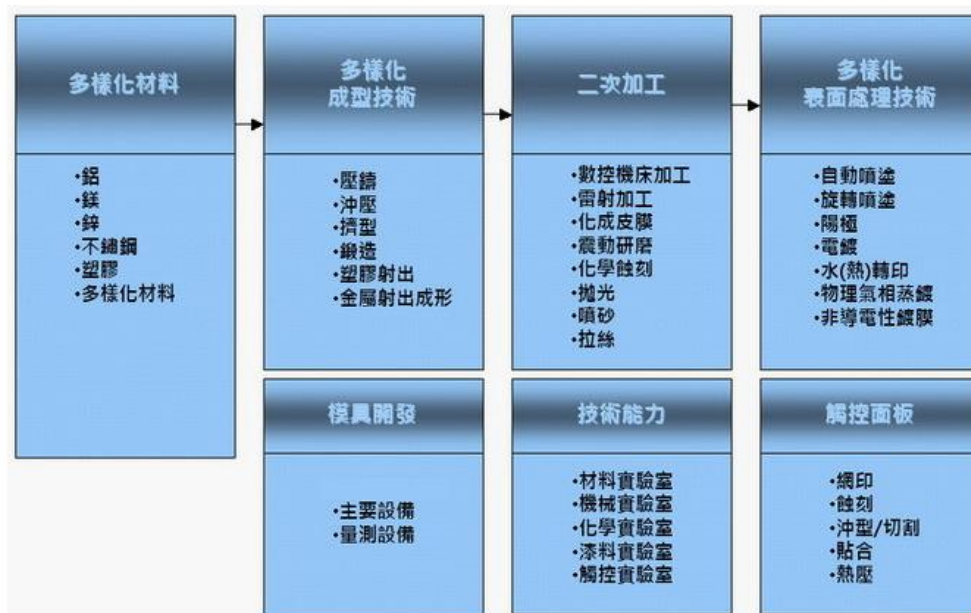 多樣化材料
•鋁
•鎂
•鋅
•不鏽鋼
•塑膠
•多樣化材料
多樣化
成型技術
•壓鑄
•沖壓
•擠型
•鍛造
•塑膠射出
•金屬射出成形
二次加工
•數控機床加工
•雷射加工
•化成皮膜
•震動研磨
•化學蝕刻
•拋光
•噴砂
•拉絲
多樣化
表面處理技術
•自動噴塗
•旋轉噴塗
•陽極
•電鍍
•水(熱)轉印
•物理氣相蒸鍍
•非導電性鍍膜
模具開發
•主要設備
•量測設備
技術能力
•材料實驗室
•機械實驗室
•化學實驗室
•漆料實驗室
•觸控實驗室
觸控面板
•網印
•蝕刻
•沖型/切割
•貼合
•熱壓